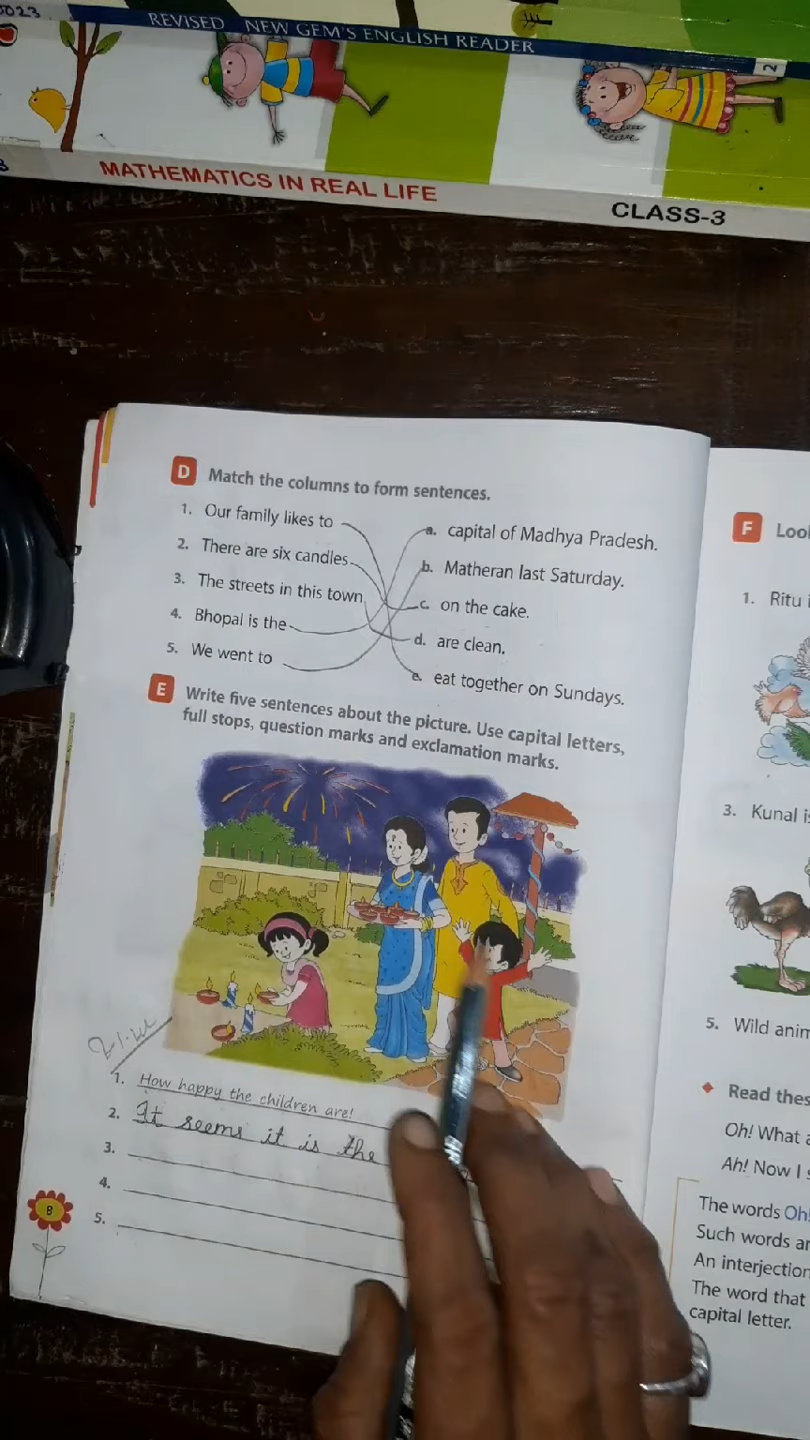 REVISED NEW GEM'S ENGLISH READER
2
MATHEMATICS IN REAL LIFE
CLASS-3
D Match the columns to form sentences.
1. Our family likes to
2. There are six candles
3. The streets in this town
4. Bhopal is the
5. We went to
a. capital of Madhya Pradesh.
b. Matheran last Saturday.
c. on the cake.
d. are clean.
e. eat together on Sundays.
E Write five sentences about the picture. Use capital letters,
full stops, question marks and exclamation marks.
1. How happy the children are!
2. It seems it is the
3.
4.
5.
8
F
1. Ritu
3. Kunal
5. Wild
Read
Oh! What
Ah! Now I
The words Oh!
Such words
An interjection
The word that
capital letter.